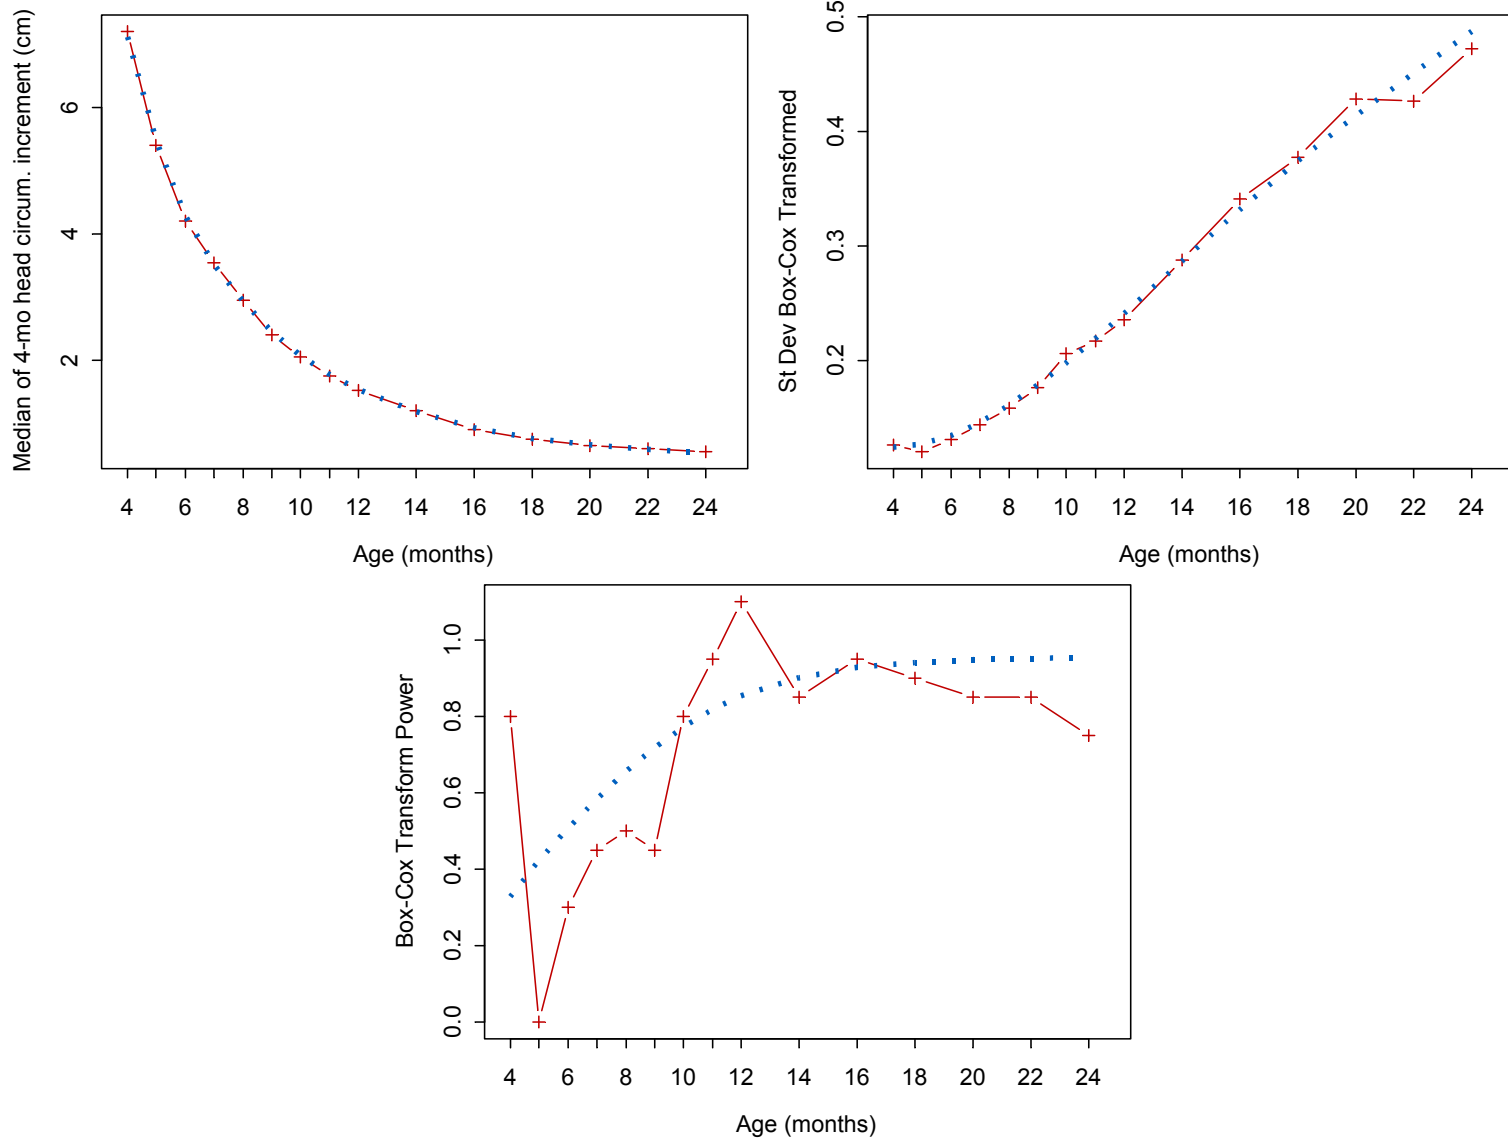 Median of 4-mo head circum. increment (cm)
6
4
2
4 6 8 10 12 14 16 18 20 22 24
Age (months)
St Dev Box-Cox Transformed
0.5
0.4
0.3
0.2
4 6 8 10 12 14 16 18 20 22 24
Age (months)
Box-Cox Transform Power
1.0
0.8
0.6
0.4
0.2
0.0
4 6 8 10 12 14 16 18 20 22 24
Age (months)